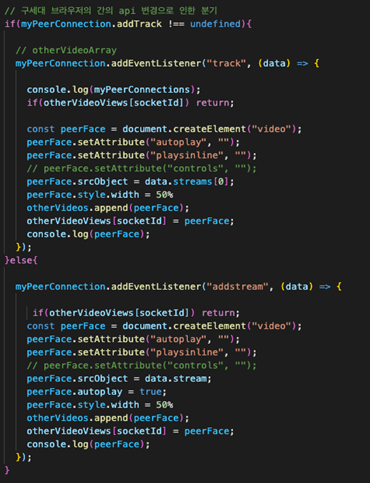 // 구세대 브라우저의 간의 api 변경으로 인한 분기
if(myPeerConnection.addTrack !== undefined){
// otherVideoArray
myPeerConnection.addEventListener("track", (data) => {
console.log(myPeerConnections);
if(otherVideoViews[socketId]) return;
const peerFace = document.createElement("video");
peerFace.setAttribute("autoplay", "");
peerFace.setAttribute("playsinline", "");
// peerFace.setAttribute("controls", "");
peerFace.srcObject = data.streams[0];
peerFace.style.width = 50%
otherVideos.append(peerFace);
otherVideoViews[socketId] = peerFace;
console.log(peerFace);
});
}else{
myPeerConnection.addEventListener("addstream", (data) => {
if(otherVideoViews[socketId]) return;
const peerFace = document.createElement("video");
peerFace.setAttribute("autoplay", "");
peerFace.setAttribute("playsinline", "");
// peerFace.setAttribute("controls", "");
peerFace.srcObject = data.stream;
peerFace.autoplay = true;
peerFace.style.width = 50%
otherVideos.append(peerFace);
otherVideoViews[socketId] = peerFace;
console.log(peerFace);
});
}